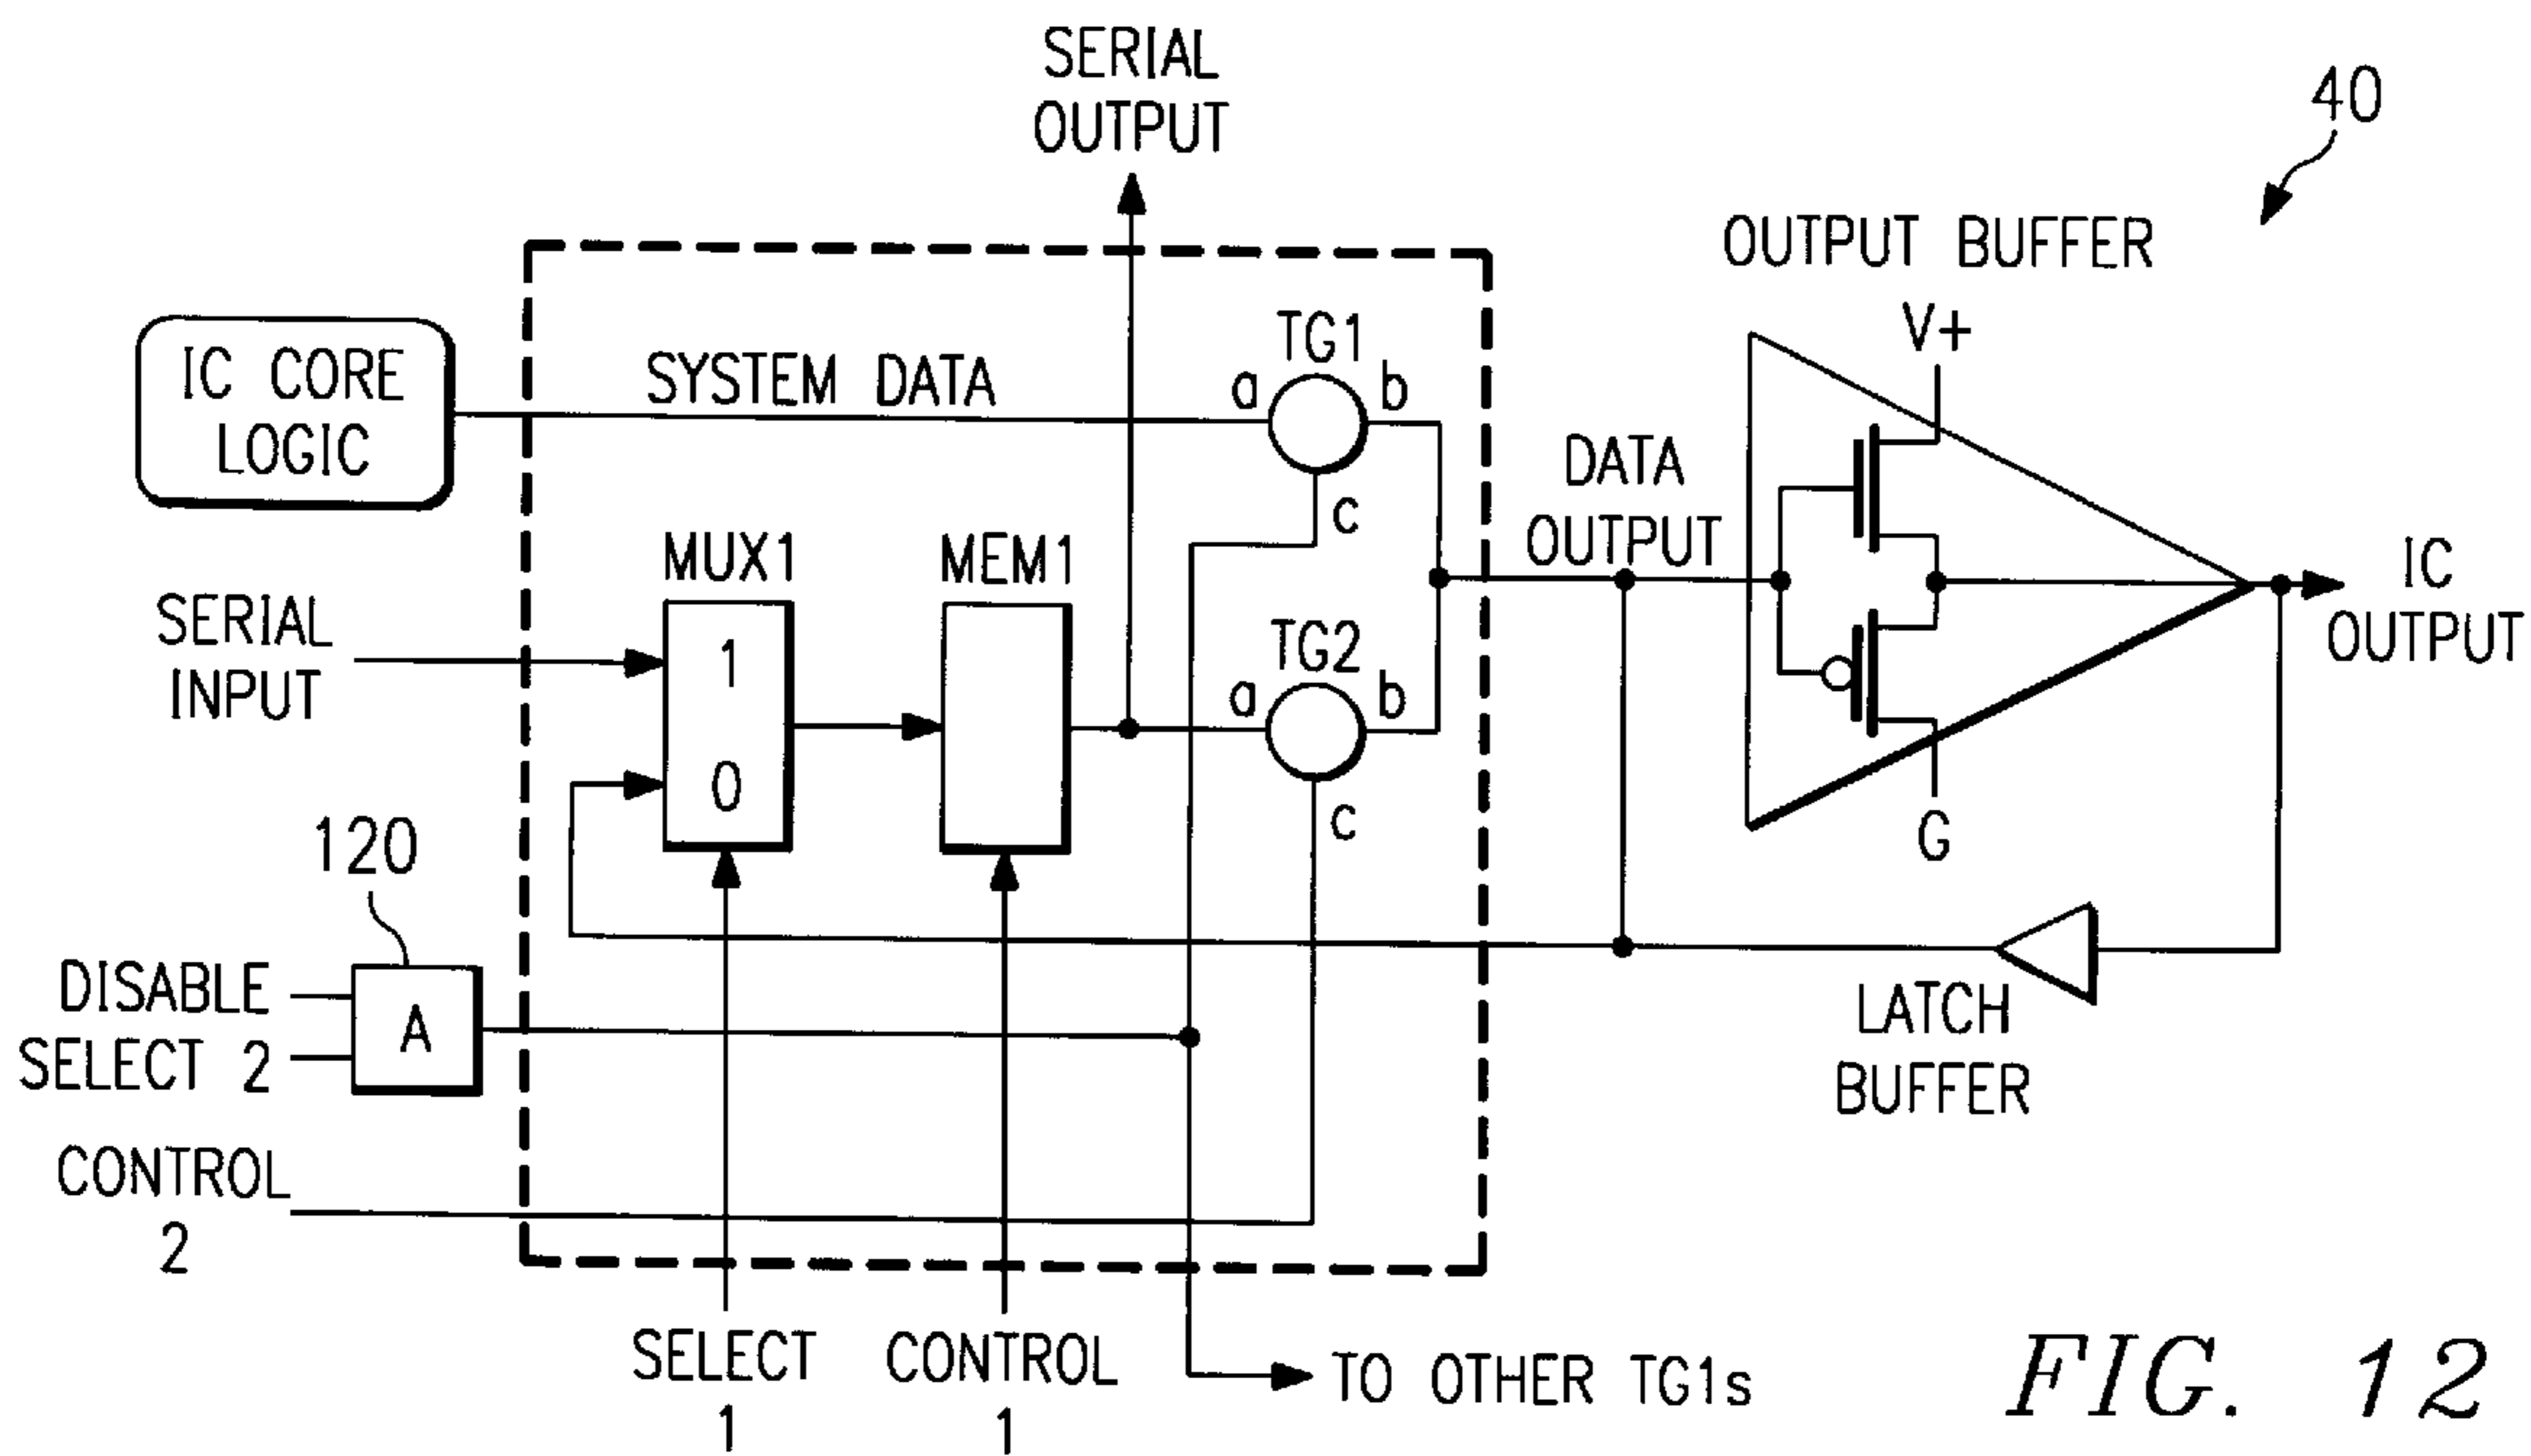 SERIAL
OUTPUT
40
OUTPUT BUFFER
V+
IC CORE
LOGIC
SYSTEM DATA
TG1
a
b
c
DATA
OUTPUT
IC
OUTPUT
SERIAL
INPUT
MUX1
1
0
MEM1
TG2
a
b
c
G
120
DISABLE
SELECT 2
A
LATCH
BUFFER
CONTROL
2
SELECT
1
CONTROL
1
TO OTHER TG1s
FIG. 12